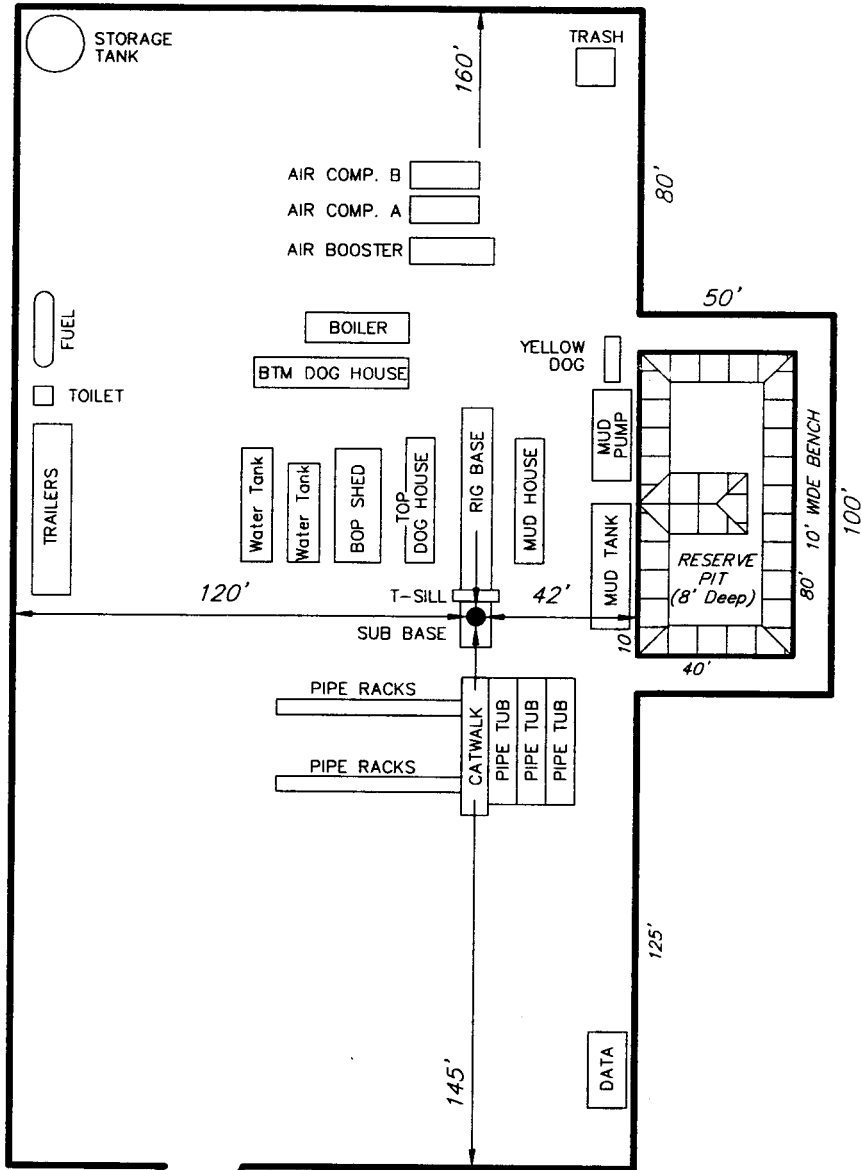 STORAGE
TANK
TRASH
160'
AIR COMP. B
AIR COMP. A
AIR BOOSTER
80'
50'
FUEL
BOILER
YELLOW
DOG
BTM DOG HOUSE
TOILET
MUD
PUMP
TRAILERS
Water Tank
Water Tank
BOP SHED
TOP
DOG HOUSE
RIG BASE
MUD HOUSE
MUD TANK
RESERVE
PIT
(8' Deep)
80'
10' WIDE BENCH
100'
120'
T-SILL
42'
SUB BASE
10'
40'
PIPE RACKS
PIPE RACKS
CATWALK
PIPE TUB
PIPE TUB
PIPE TUB
125'
145'
DATA